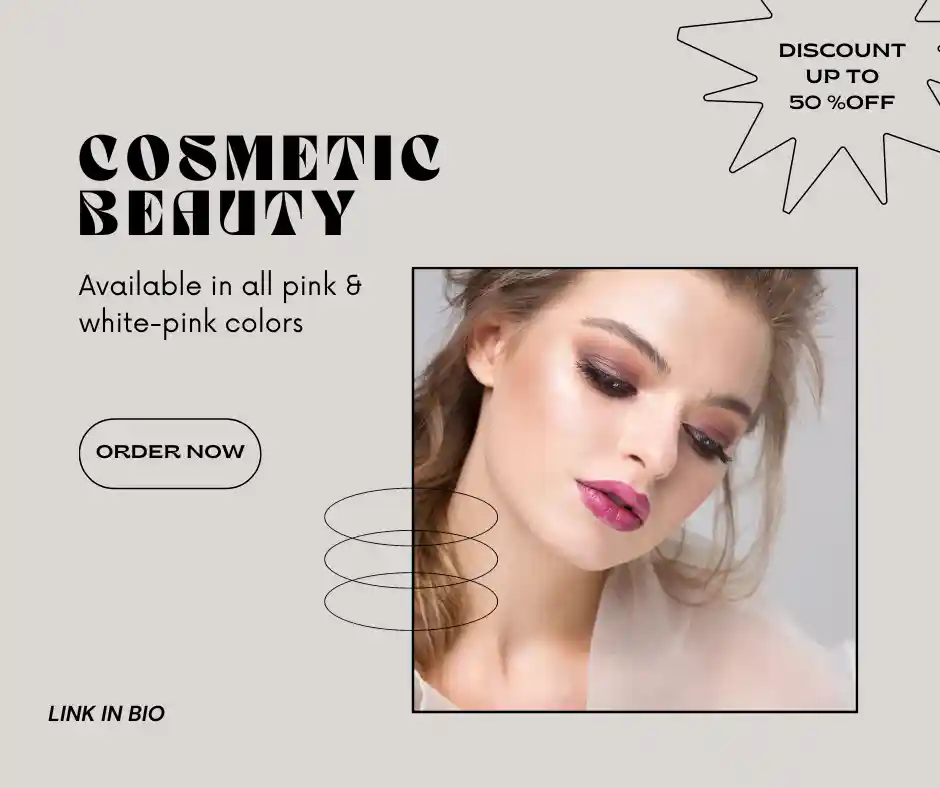 DISCOUNT
UP TO
50 %OFF
COSMETIC
BEAUTY
Available in all pink &
white-pink colors
ORDER NOW
LINK IN BIO